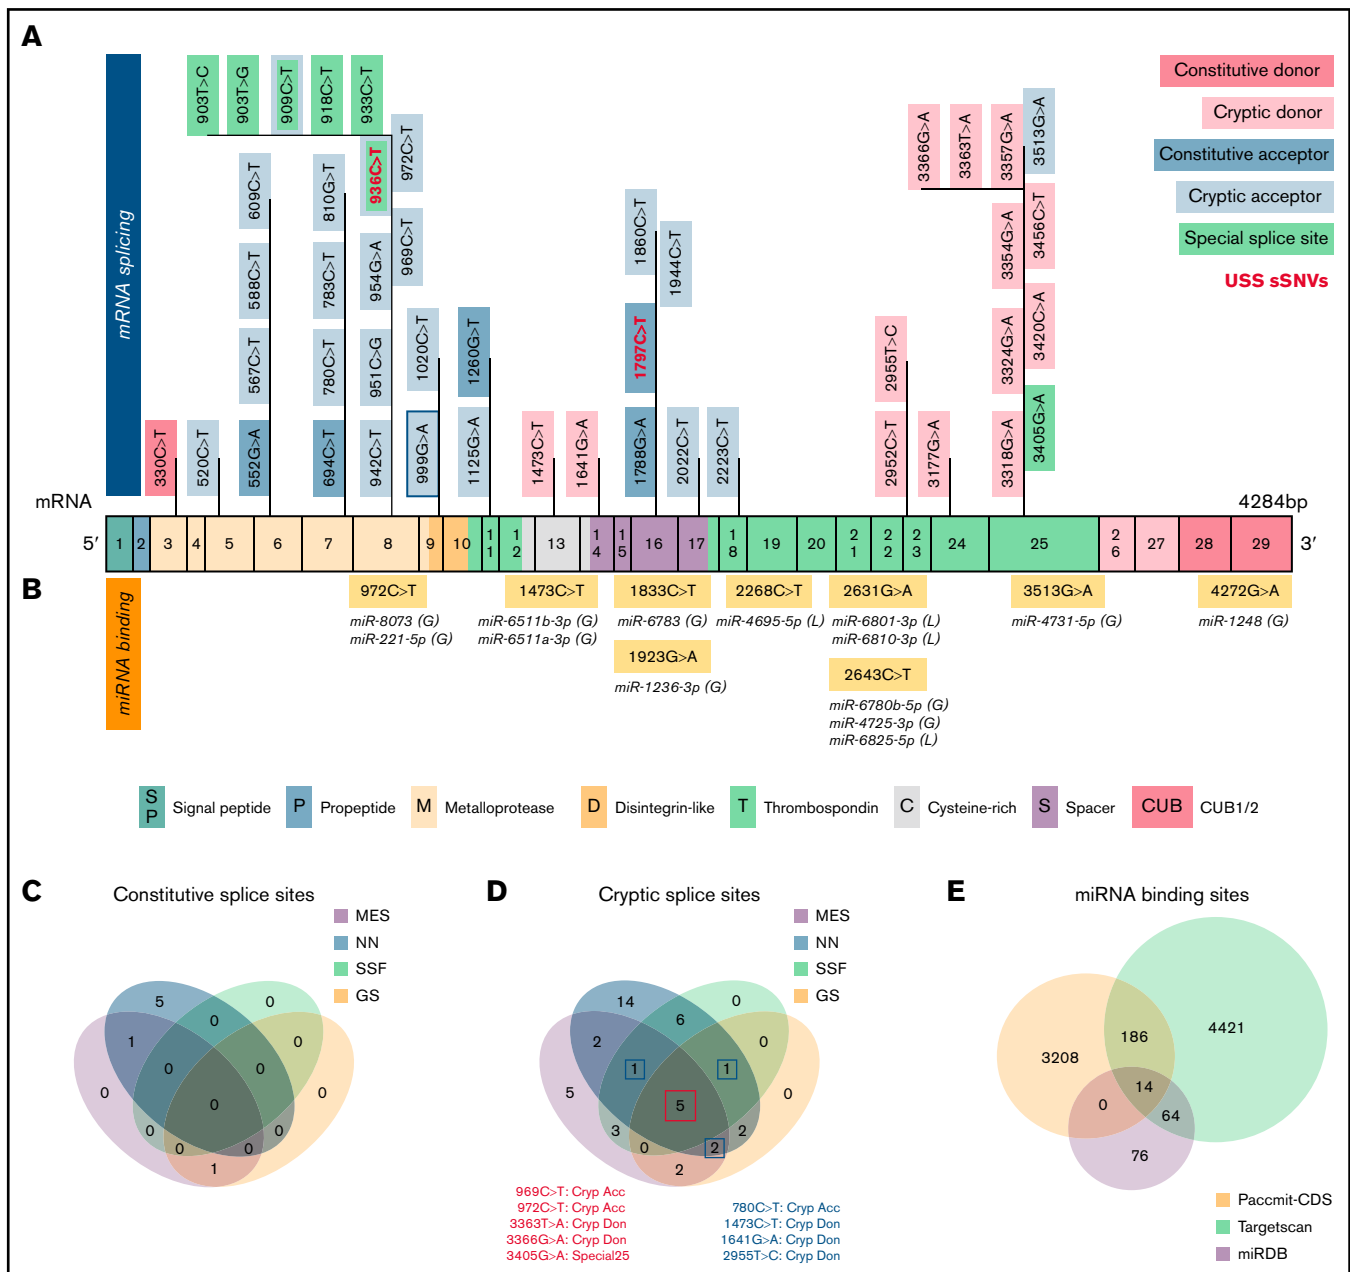 A
mRNA splicing
903T>C
903T>G
909C>T
918C>T
933C>T
936C>T
972C>T
969C>T
609C>T
588C>T
567C>T
552G>A
810G>T
783C>T
780C>T
694C>T
954G>A
951C>G
942C>T
330C>T
520C>T
1020C>T
999G>A
1260G>T
1125G>A
1473C>T
1641G>A
1860C>T
1797C>T
1788G>A
1944C>T
2022C>T
2223C>T
2955T>C
2952C>T
3177G>A
3366G>A
3363T>A
3357G>A
3513G>A
3354G>A
3456C>T
3324G>A
3420C>A
3318G>A
3405G>A
Constitutive donor
Cryptic donor
Constitutive acceptor
Cryptic acceptor
Special splice site
USS sSNVs
mRNA
4284bp
5′ 1 2 3 4 5 6 7 8 9 10 11 12 13 14 15 16 17 18 19 20 21 22 23 24 25 26 27 28 29 3′
B
miRNA binding
972C>T
miR-8073 (G)
miR-221-5p (G)
1473C>T
miR-6511b-3p (G)
miR-6511a-3p (G)
1833C>T
miR-6783 (G)
1923G>A
miR-1236-3p (G)
2268C>T
miR-4695-5p (L)
2631G>A
miR-6801-3p (L)
miR-6810-3p (L)
2643C>T
miR-6780b-5p (G)
miR-4725-3p (G)
miR-6825-5p (L)
3513G>A
miR-4731-5p (G)
4272G>A
miR-1248 (G)
SP Signal peptide
P Propeptide
M Metalloprotease
D Disintegrin-like
T Thrombospondin
C Cysteine-rich
S Spacer
CUB CUB1/2
C
Constitutive splice sites
MES
NN
SSF
GS
5
0
0
1
0
0
0
0
0
0
0
0
0
0
1
D
Cryptic splice sites
MES
NN
SSF
GS
14
0
6
2
0
1
1
5
0
5
3
2
0
2
2
969C>T: Cryp Acc
972C>T: Cryp Acc
3363T>A: Cryp Don
3366G>A: Cryp Don
3405G>A: Special25
780C>T: Cryp Acc
1473C>T: Cryp Don
1641G>A: Cryp Don
2955T>C: Cryp Don
E
miRNA binding sites
3208
186
4421
14
0
64
76
Paccmit-CDS
Targetscan
miRDB